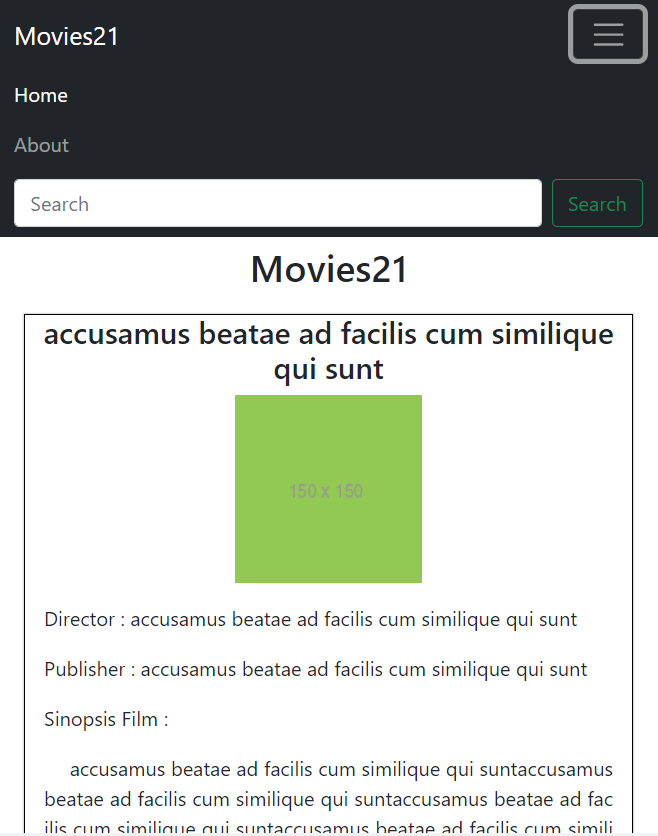 Movies21
Home
About
Search
Search
Movies21
accusamus beatae ad facilis cum similique
qui sunt
150 x 150
Director : accusamus beatae ad facilis cum similique qui sunt
Publisher : accusamus beatae ad facilis cum similique qui sunt
Sinopsis Film :
accusamus beatae ad facilis cum similique qui suntaccusamus
beatae ad facilis cum similique qui suntaccusamus beatae ad fac
ilis cum similique qui suntaccusamus beatae ad facilis cum simili